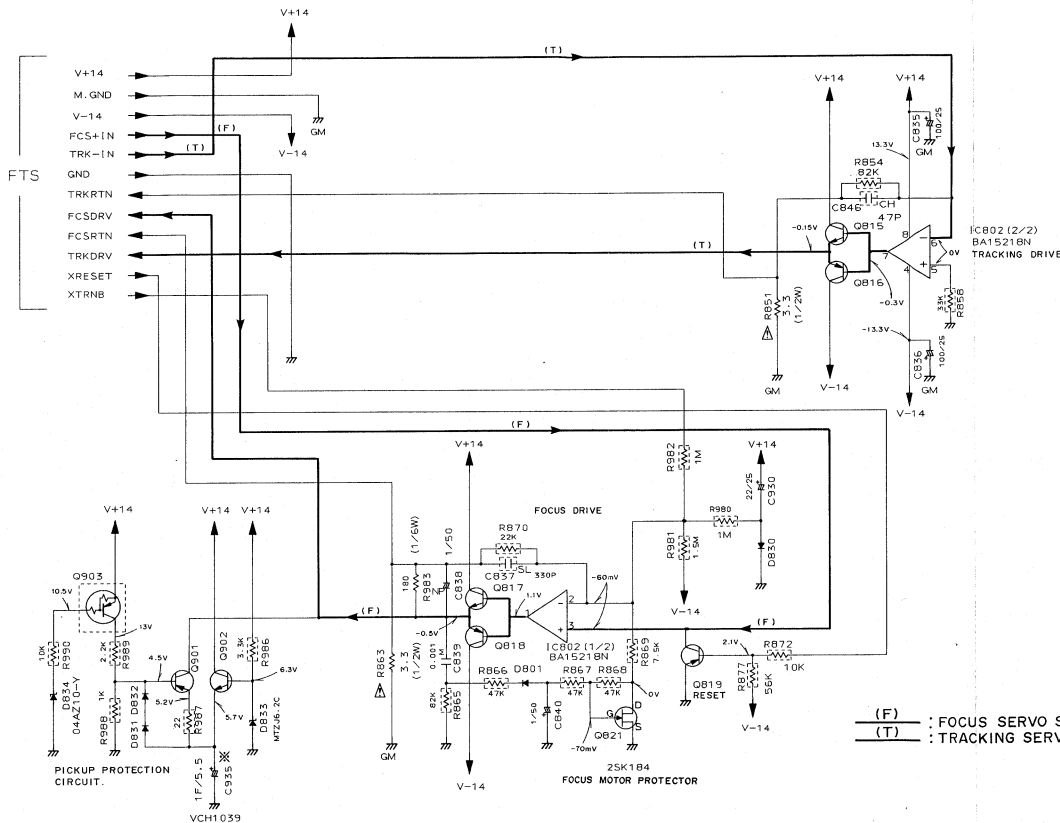 V+14
(T)
V+14
M.GND
V-14
FCS+IN
TRK-IN
GND
TRKRTN
FCSDRV
FCSRTN
TRKDRV
XRESET
XTRNB
FTS
GM
(F)
(T)
V-14
V+14
V+14
C835
100/25
GM
13.3V
R854
82K
C846
CH
47P
Q815
-0.15V
(T)
8
7
4
6
5
0V
IC802 (2/2)
BA15218N
TRACKING DRIVE
Q816
-0.3V
33K
R858
R851
3.3
(1/2W)
GM
-13.3V
C836
100/25
GM
V-14
V-14
(F)
V+14
R982
1M
V+14
22/25
C930
R980
1M
D830
R981
1.5M
V-14
FOCUS DRIVE
(1/6W)
1/50
R870
22K
C837
SL
330P
180
R983
NP
C838
Q817
1.1V
-60mV
1
2
3
(F)
(F)
-0.5V
Q818
IC802 (1/2)
BA15218N
R863
3.3
(1/2W)
GM
0.001
M
C839
82K
R865
R866
47K
D801
R867
47K
R868
47K
R869
7.5K
1/50
C840
0V
G
D
S
-70mV
Q821
2SK184
FOCUS MOTOR PROTECTOR
V-14
Q819
RESET
2.1V
R872
10K
R877
56K
V-14
V+14
V+14
V+14
Q903
10.5V
13V
10K
R990
2.2K
R989
D834
04AZ10-Y
1K
R988
4.5V
Q901
Q902
3.3K
R986
6.3V
5.2V
5.7V
D832
D831
22
R987
D833
MTZJ6.2C
PICKUP PROTECTION
CIRCUIT.
1F/5.5
C935 ※
VCH1039
(F) : FOCUS SERVO S
(T) : TRACKING SERV